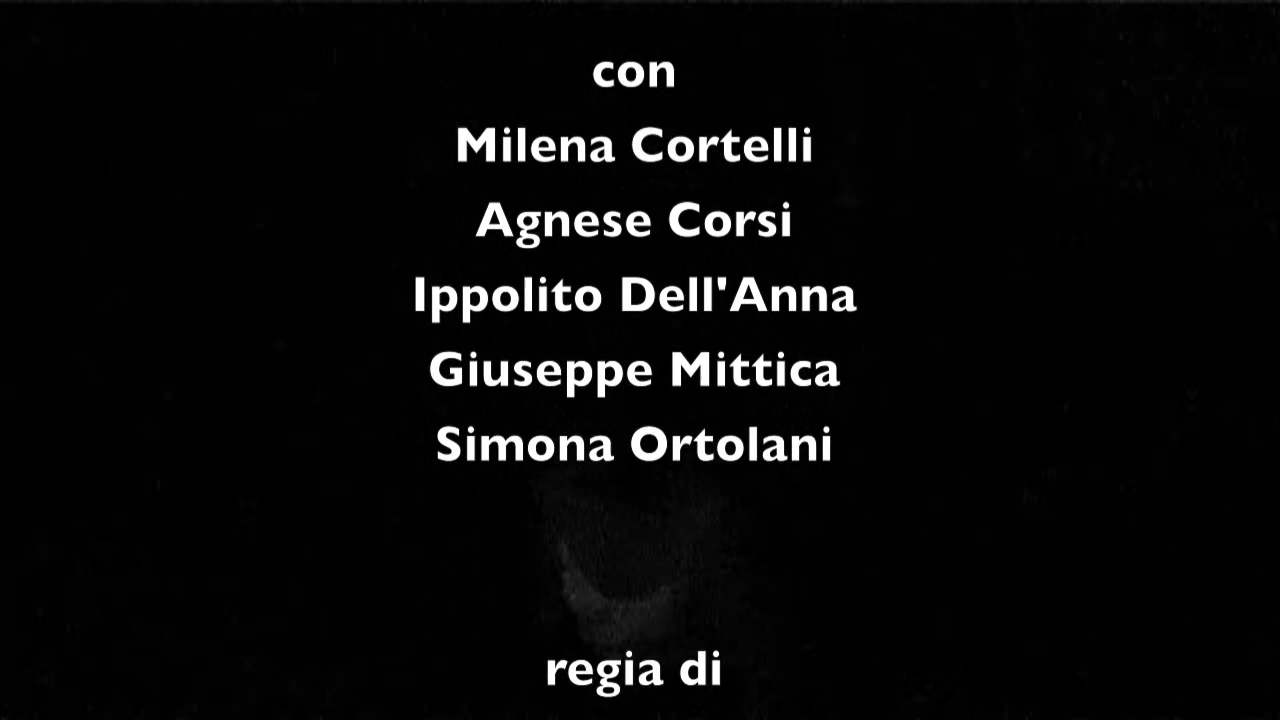 con
Milena Cortelli
Agnese Corsi
Ippolito Dell'Anna
Giuseppe Mittica
Simona Ortolani
regia di